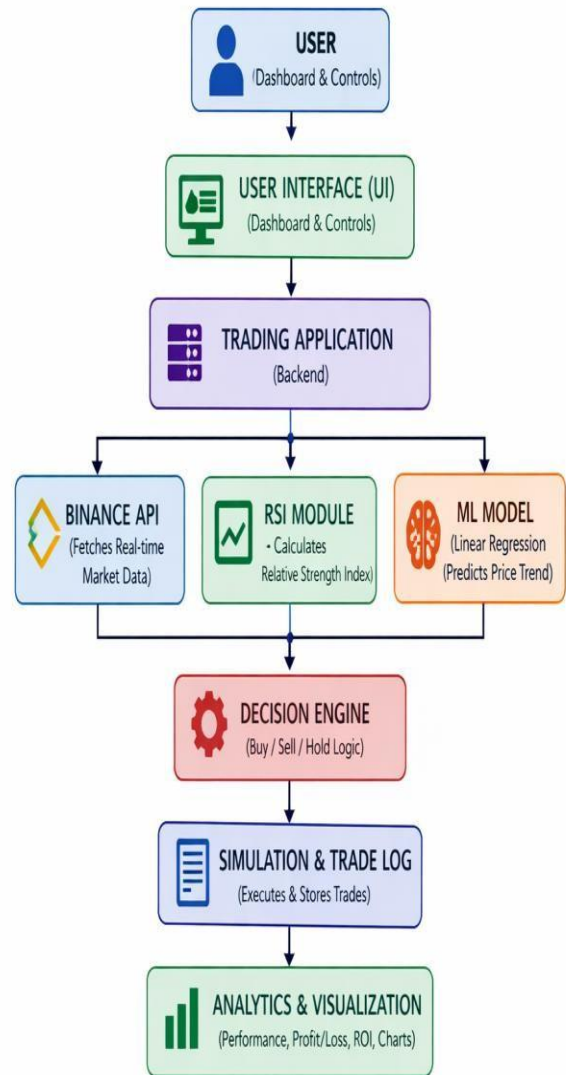 USER
(Dashboard & Controls)
USER INTERFACE (UI)
(Dashboard & Controls)
TRADING APPLICATION
(Backend)
BINANCE API
(Fetches Real-time
Market Data)
RSI MODULE
- Calculates
Relative Strength Index)
ML MODEL
(Linear Regression
(Predicts Price Trend)
DECISION ENGINE
(Buy / Sell / Hold Logic)
SIMULATION & TRADE LOG
(Executes & Stores Trades)
ANALYTICS & VISUALIZATION
(Performance, Profit/Loss, ROI, Charts)